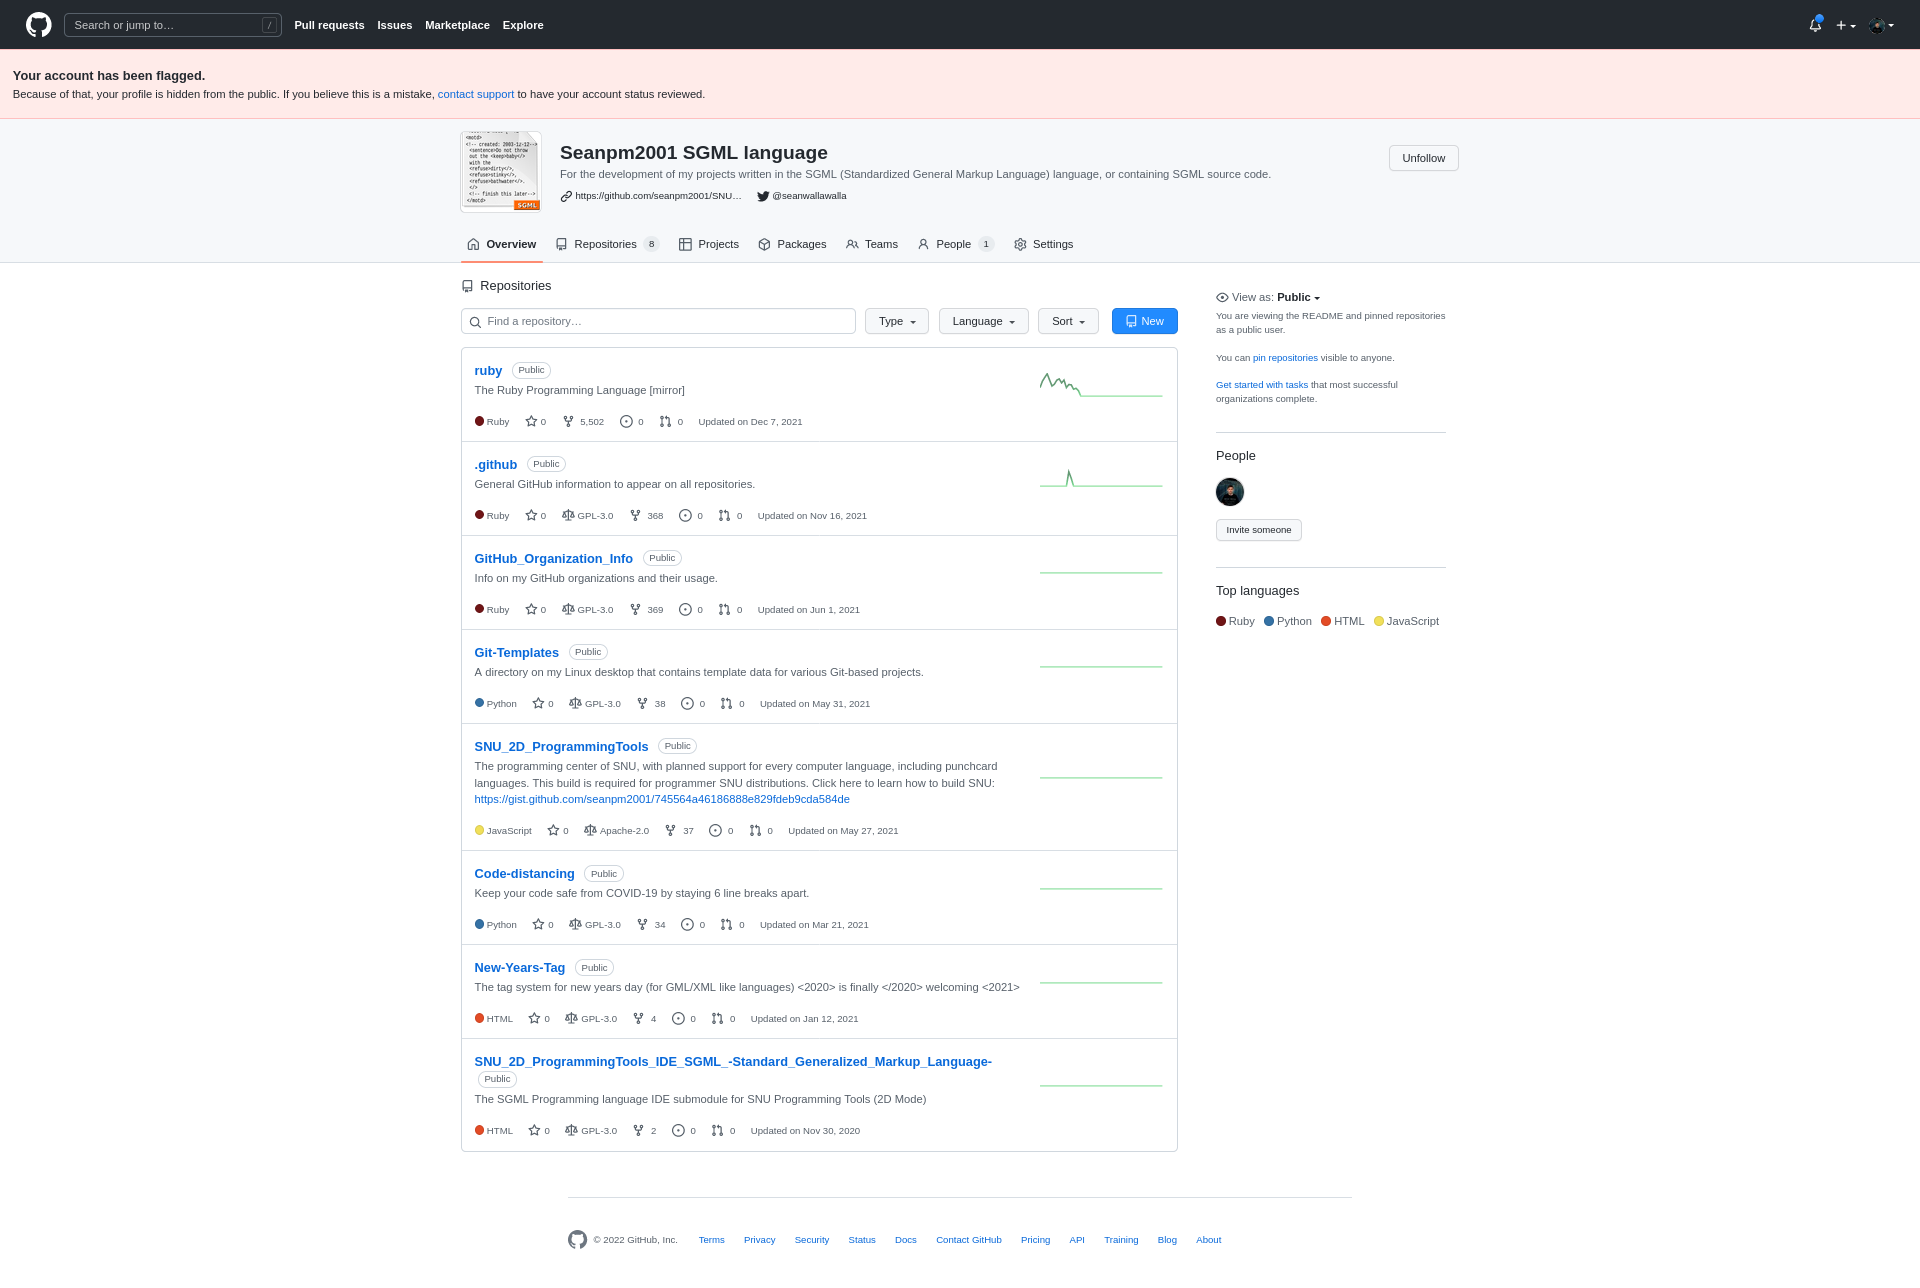 Search or jump to…
/
Pull requests
Issues
Marketplace
Explore
Your account has been flagged.
Because of that, your profile is hidden from the public. If you believe this is a mistake, contact support to have your account status reviewed.
<motd>
<!-- created: 2003-12-12-->
<sentence>Do not throw
out the <keep>baby</>
with the
<refuse>dirty</>,
<refuse>stinky</>,
<refuse>bathwater</>.
</>
<!-- finish this later-->
</motd>
SGML
Seanpm2001 SGML language
For the development of my projects written in the SGML (Standardized General Markup Language) language, or containing SGML source code.
https://github.com/seanpm2001/SNU…
@seanwallawalla
Unfollow
Overview
Repositories 8
Projects
Packages
Teams
People 1
Settings
Repositories
Find a repository…
Type
Language
Sort
New
ruby Public
The Ruby Programming Language [mirror]
Ruby 0 5,502 0 0 Updated on Dec 7, 2021
.github Public
General GitHub information to appear on all repositories.
Ruby 0 GPL-3.0 368 0 0 Updated on Nov 16, 2021
GitHub_Organization_Info Public
Info on my GitHub organizations and their usage.
Ruby 0 GPL-3.0 369 0 0 Updated on Jun 1, 2021
Git-Templates Public
A directory on my Linux desktop that contains template data for various Git-based projects.
Python 0 GPL-3.0 38 0 0 Updated on May 31, 2021
SNU_2D_ProgrammingTools Public
The programming center of SNU, with planned support for every computer language, including punchcard
languages. This build is required for programmer SNU distributions. Click here to learn how to build SNU:
https://gist.github.com/seanpm2001/745564a46186888e829fdeb9cda584de
JavaScript 0 Apache-2.0 37 0 0 Updated on May 27, 2021
Code-distancing Public
Keep your code safe from COVID-19 by staying 6 line breaks apart.
Python 0 GPL-3.0 34 0 0 Updated on Mar 21, 2021
New-Years-Tag Public
The tag system for new years day (for GML/XML like languages) <2020> is finally </2020> welcoming <2021>
HTML 0 GPL-3.0 4 0 0 Updated on Jan 12, 2021
SNU_2D_ProgrammingTools_IDE_SGML_-Standard_Generalized_Markup_Language-
Public
The SGML Programming language IDE submodule for SNU Programming Tools (2D Mode)
HTML 0 GPL-3.0 2 0 0 Updated on Nov 30, 2020
View as: Public
You are viewing the README and pinned repositories
as a public user.
You can pin repositories visible to anyone.
Get started with tasks that most successful
organizations complete.
People
Invite someone
Top languages
Ruby Python HTML JavaScript
© 2022 GitHub, Inc.
Terms
Privacy
Security
Status
Docs
Contact GitHub
Pricing
API
Training
Blog
About